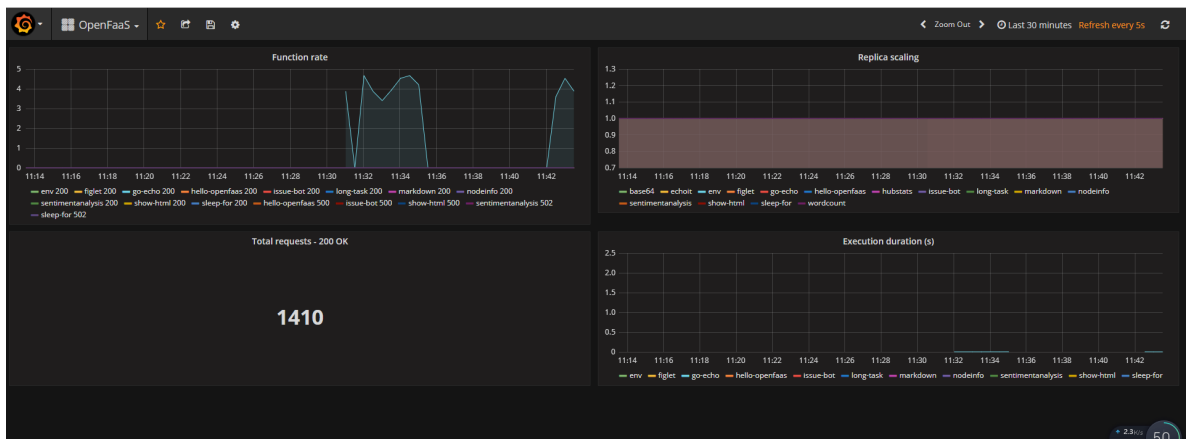 OpenFaaS
Zoom Out
Last 30 minutes Refresh every 5s
Function rate
5
4
3
2
1
0
11:14 11:16 11:18 11:20 11:22 11:24 11:26 11:28 11:30 11:32 11:34 11:36 11:38 11:40 11:42
env 200 figlet 200 go-echo 200 hello-openfaas 200 issue-bot 200 long-task 200 markdown 200 nodeinfo 200
sentimentanalysis 200 show-html 200 sleep-for 200 hello-openfaas 500 issue-bot 500 show-html 500 sentimentanalysis 502
sleep-for 502
Replica scaling
1.3
1.2
1.1
1.0
0.9
0.8
0.7
11:14 11:16 11:18 11:20 11:22 11:24 11:26 11:28 11:30 11:32 11:34 11:36 11:38 11:40 11:42
base64 echoit env figlet go-echo hello-openfaas hubstats issue-bot long-task markdown nodeinfo
sentimentanalysis show-html sleep-for wordcount
Total requests - 200 OK
1410
Execution duration (s)
2.5
2.0
1.5
1.0
0.5
0
11:14 11:16 11:18 11:20 11:22 11:24 11:26 11:28 11:30 11:32 11:34 11:36 11:38 11:40 11:42
env figlet go-echo hello-openfaas issue-bot long-task markdown nodeinfo sentimentanalysis show-html sleep-for
2.3K/s
50